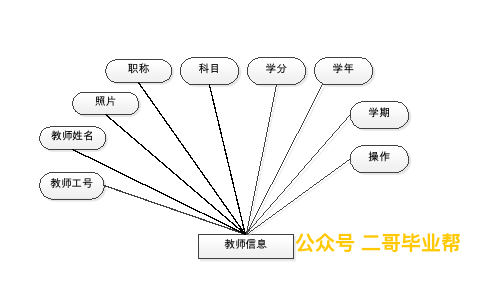 职称
科目
学分
学年
照片
学期
教师姓名
操作
教师工号
教师信息
公众号 二哥毕业帮